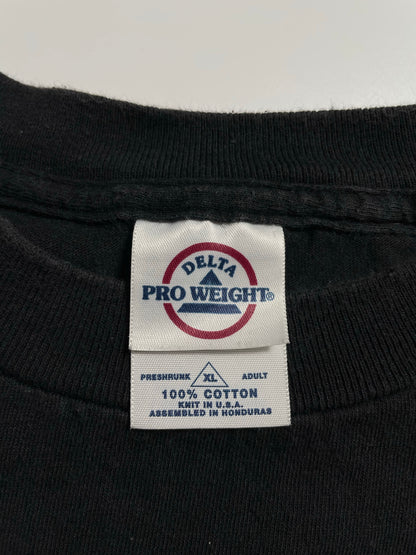 DELTA
PRO WEIGHT®
PRESHRUNK XL ADULT
100% COTTON
KNIT IN U.S.A.
ASSEMBLED IN HONDURAS